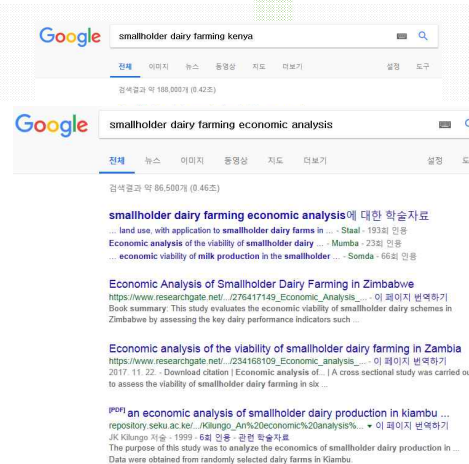 Google
smallholder dairy farming kenya
전체 이미지 뉴스 동영상 지도 더보기 설정 도구
검색결과 약 188,000개 (0.42초)
Google
smallholder dairy farming economic analysis
전체 뉴스 이미지 동영상 지도 더보기 설정
검색결과 약 86,500개 (0.46초)
smallholder dairy farming economic analysis에 대한 학술자료
... land use, with application to smallholder dairy farms in ... - Staal - 193회 인용
Economic analysis of the viability of smallholder dairy ... - Mumba - 23회 인용
... economic viability of milk production in the smallholder ... - Somda - 66회 인용
Economic Analysis of Smallholder Dairy Farming in Zimbabwe
https://www.researchgate.net/.../276417149_Economic_Analysis_... - 이 페이지 번역하기
Book summary: This study evaluates the economic viability of smallholder dairy schemes in
Zimbabwe by assessing the key dairy performance indicators such ...
Economic analysis of the viability of smallholder dairy farming in Zambia
https://www.researchgate.net/.../234168109_Economic_analysis_... - 이 페이지 번역하기
2017. 11. 22. - Download citation | Economic analysis of... | A cross sectional study was carried ou
to assess the viability of smallholder dairy farming in six ...
[PDF] an economic analysis of smallholder dairy production in kiambu ...
repository.seku.ac.ke/.../Kilungo_An%20economic%20analysis%... ▾ 이 페이지 번역하기
JK Kilungo 저술 - 1999 - 6회 인용 - 관련 학술자료
The purpose of this study was to analyze the economics of smallholder dairy production in ...
Data were obtained from randomly selected dairy farms in Kiambu.